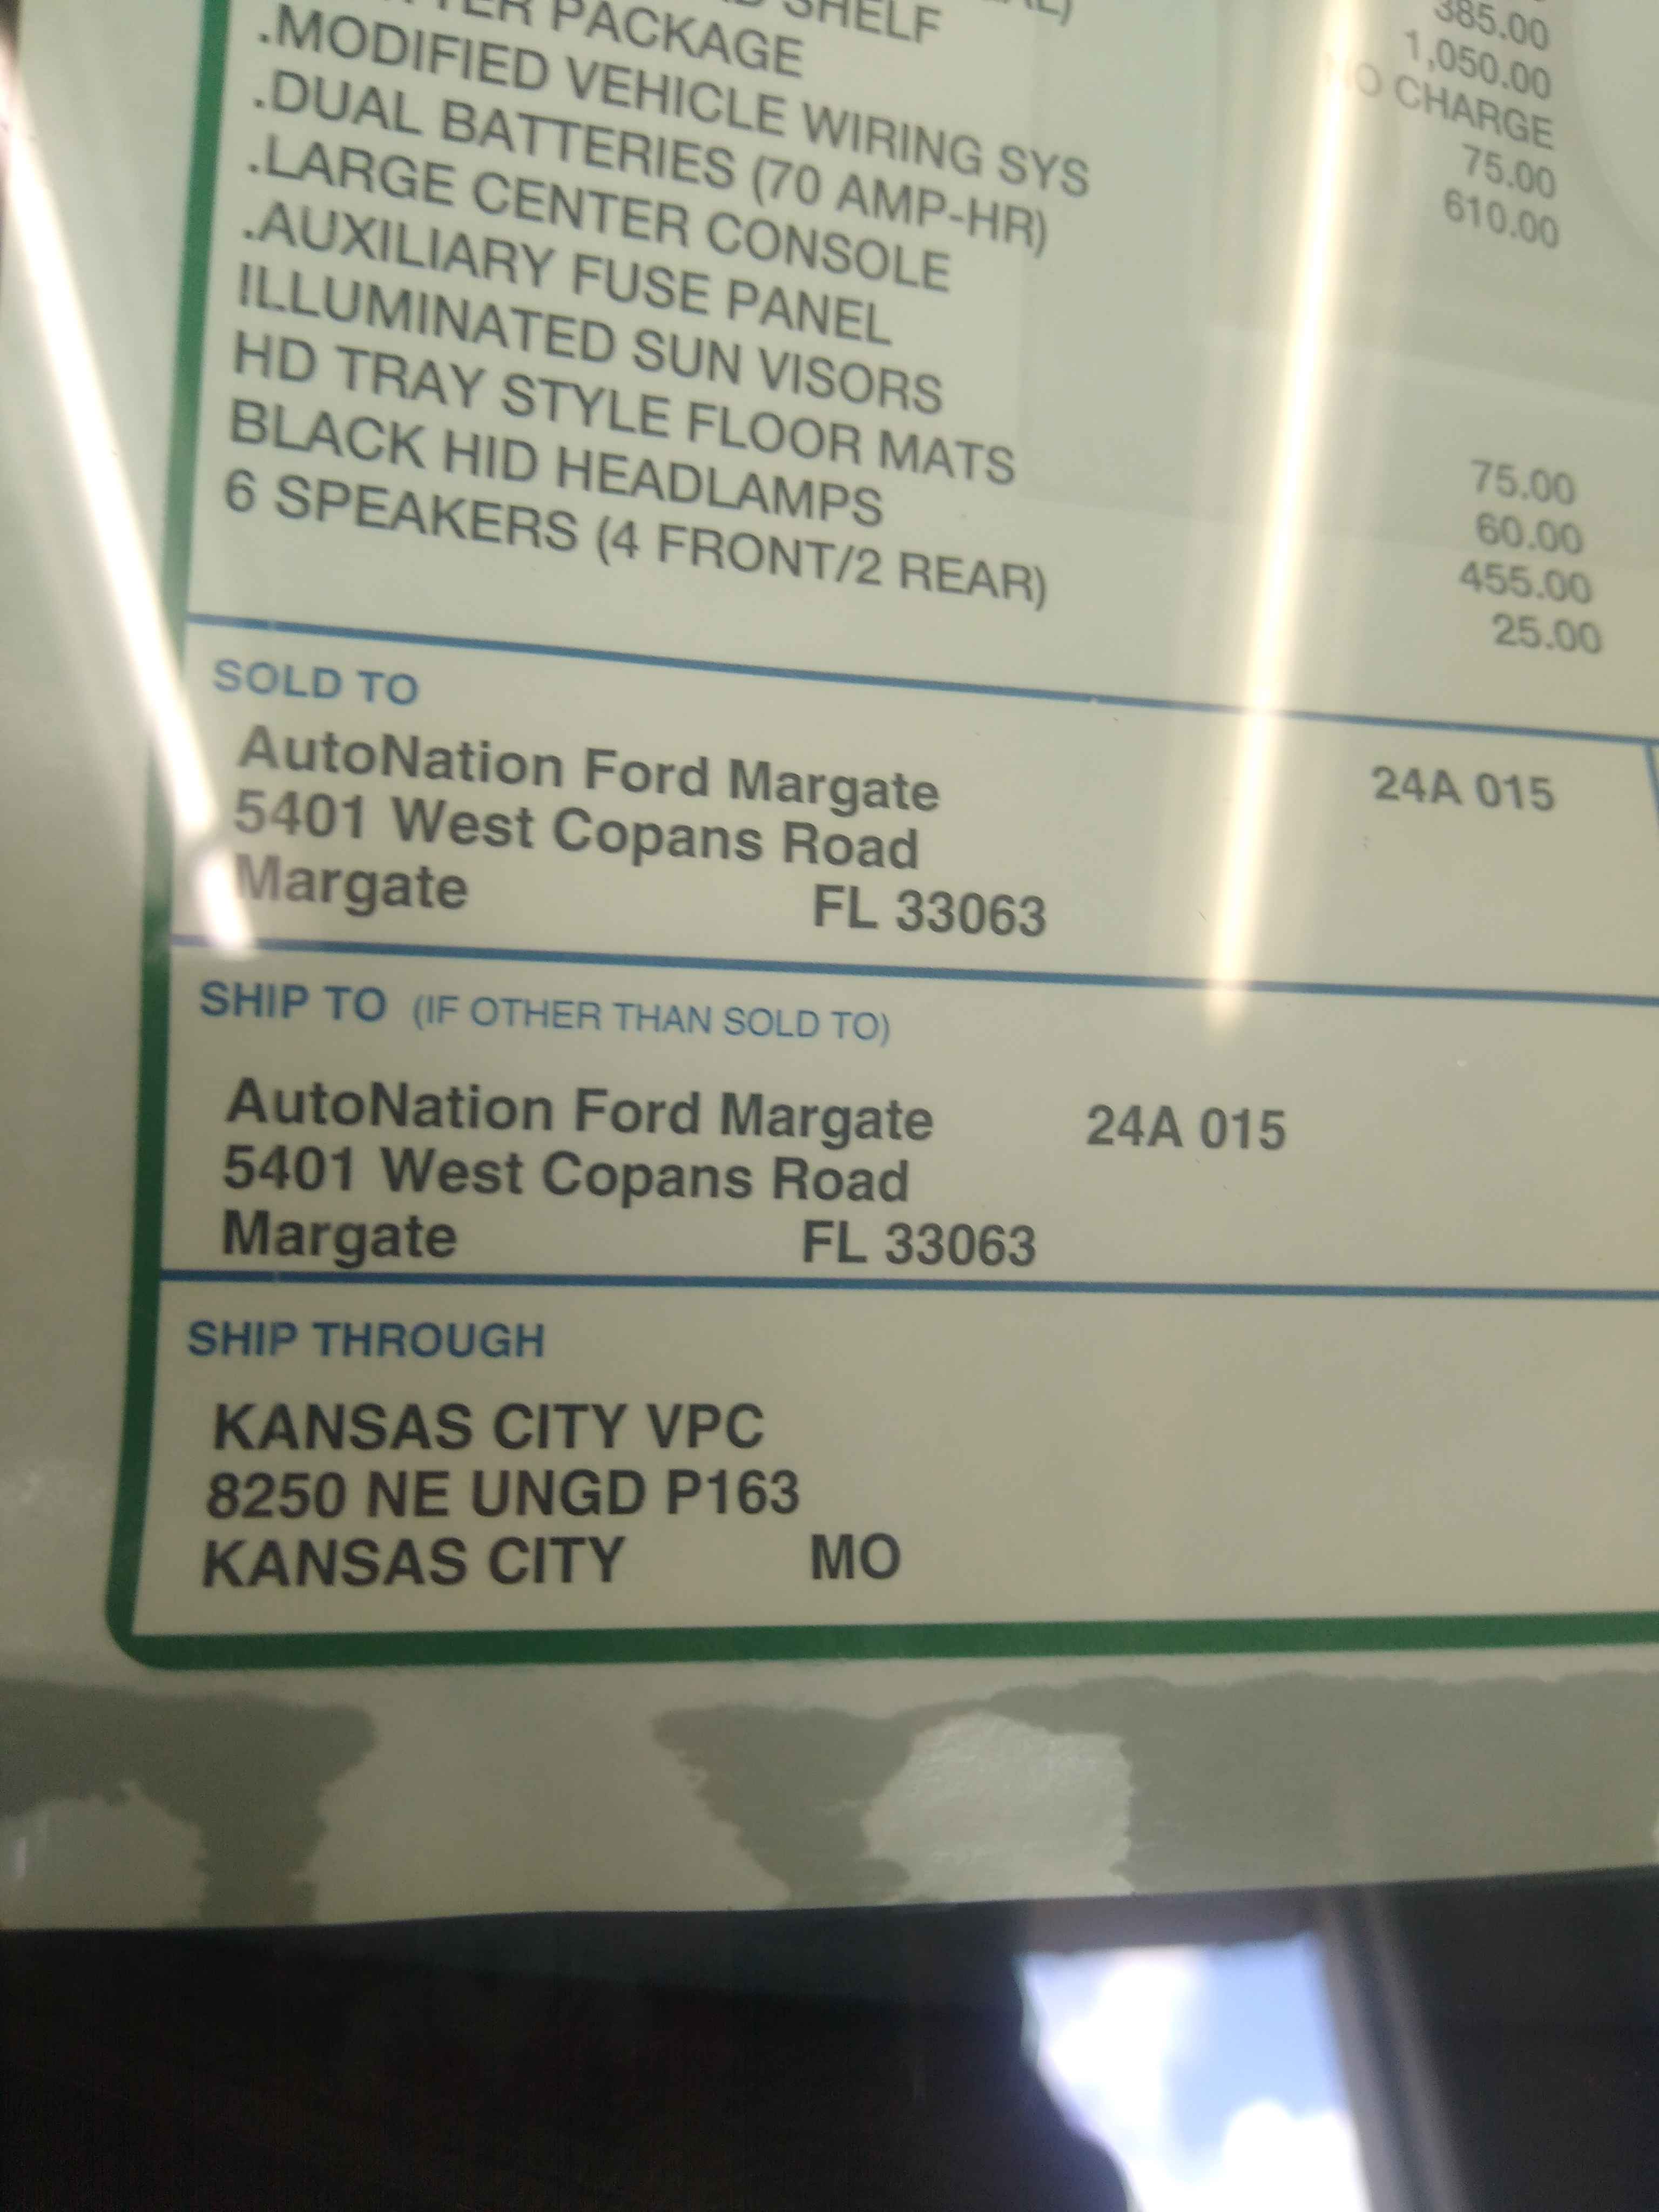 SHELF
PACKAGE
.MODIFIED VEHICLE WIRING SYS
.DUAL BATTERIES (70 AMP-HR)
.LARGE CENTER CONSOLE
.AUXILIARY FUSE PANEL
ILLUMINATED SUN VISORS
HD TRAY STYLE FLOOR MATS
BLACK HID HEADLAMPS
6 SPEAKERS (4 FRONT/2 REAR)
385.00
1,050.00
NO CHARGE
75.00
610.00
75.00
60.00
455.00
25.00
SOLD TO
AutoNation Ford Margate 24A 015
5401 West Copans Road
Margate FL 33063
SHIP TO (IF OTHER THAN SOLD TO)
AutoNation Ford Margate 24A 015
5401 West Copans Road
Margate FL 33063
SHIP THROUGH
KANSAS CITY VPC
8250 NE UNGD P163
KANSAS CITY MO